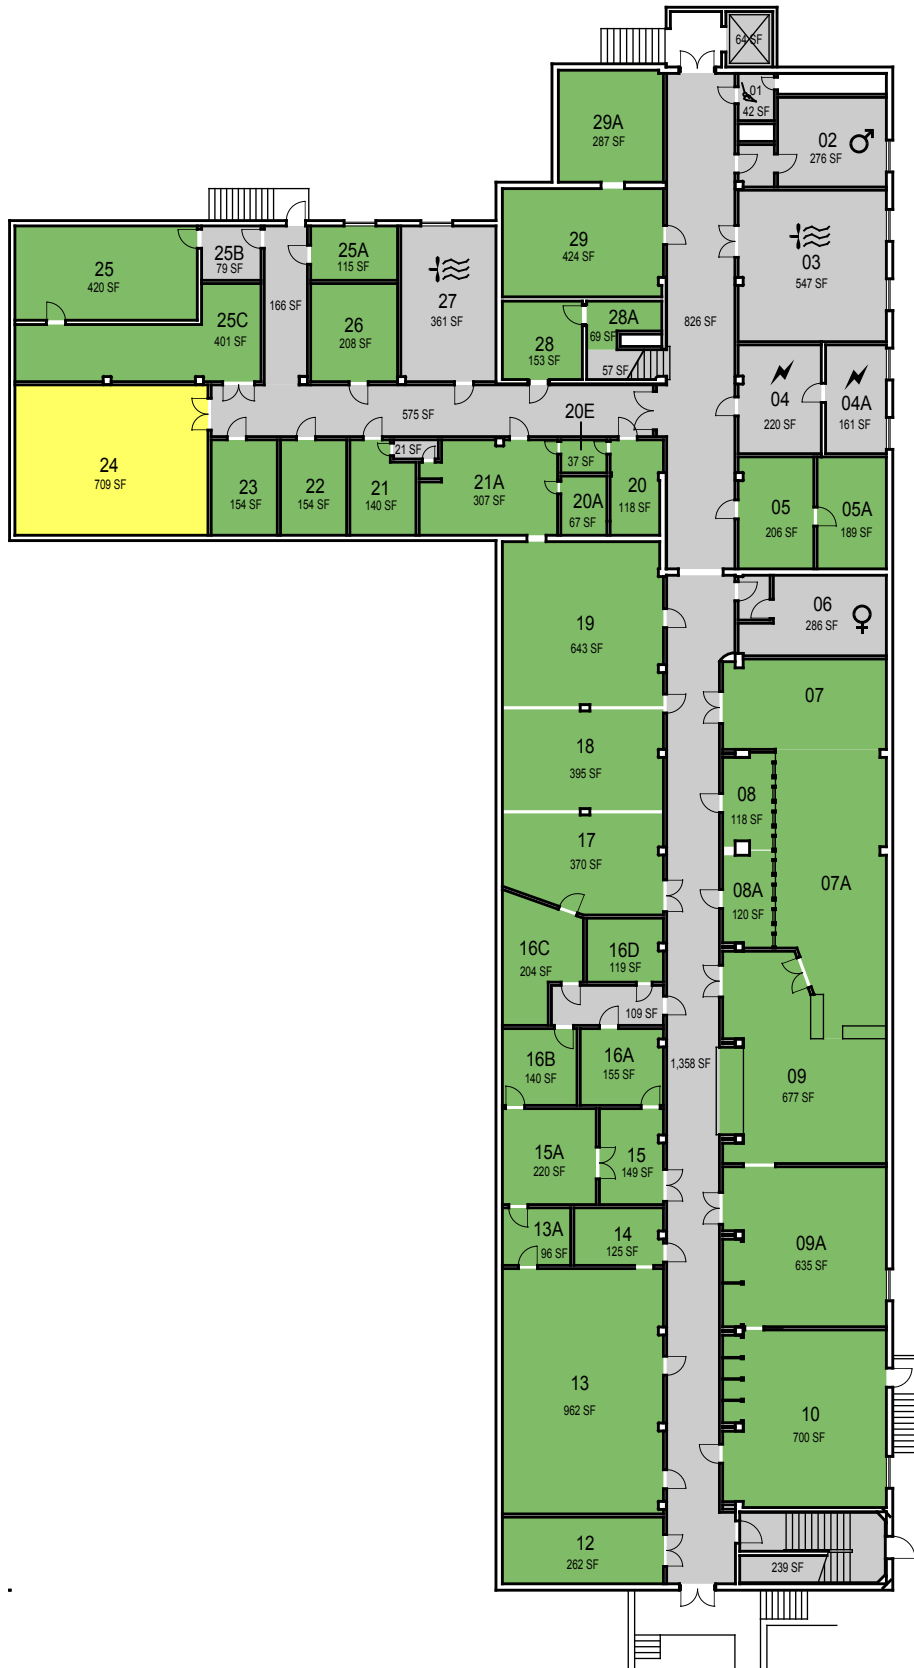 64 SF
01
42 SF
29A
287 SF
02
276 SF
29
424 SF
03
547 SF
25
420 SF
25B
79 SF
25A
115 SF
27
361 SF
166 SF
826 SF
25C
401 SF
26
208 SF
28
153 SF
28A
69 SF
57 SF
04
220 SF
04A
161 SF
575 SF
20E
37 SF
24
709 SF
23
154 SF
22
154 SF
21
140 SF
21 SF
21A
307 SF
20A
67 SF
20
118 SF
05
206 SF
05A
189 SF
06
286 SF
19
643 SF
07
18
395 SF
08
118 SF
17
370 SF
08A
120 SF
07A
16C
204 SF
16D
119 SF
109 SF
16B
140 SF
16A
155 SF
1,358 SF
09
677 SF
15A
220 SF
15
149 SF
13A
96 SF
14
125 SF
09A
635 SF
13
962 SF
10
700 SF
12
262 SF
239 SF